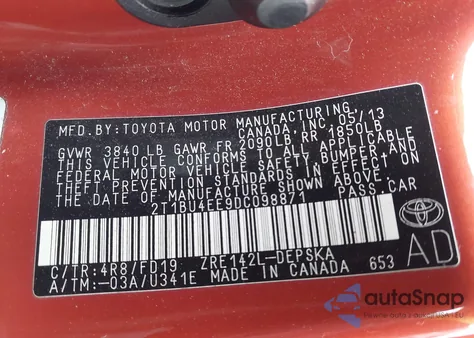 MFD. BY: TOYOTA MOTOR MANUFACTURING,
CANADA, INC. 05/13
GVWR 3840 LB GAWR FR 2090LB RR 1850LB
THIS VEHICLE CONFORMS TO ALL APPLICABLE
FEDERAL MOTOR VEHICLE SAFETY, BUMPER AND
THEFT PREVENTION STANDARDS IN EFFECT ON
THE DATE OF MANUFACTURE SHOWN ABOVE.
2T1BU4EE9DC098871 PASS. CAR
C/TR: 4R8/FD19 ZRE142L-DEPSKA
A/TM: -03A/U341E MADE IN CANADA 653
TOYOTA
AD
autoSnap